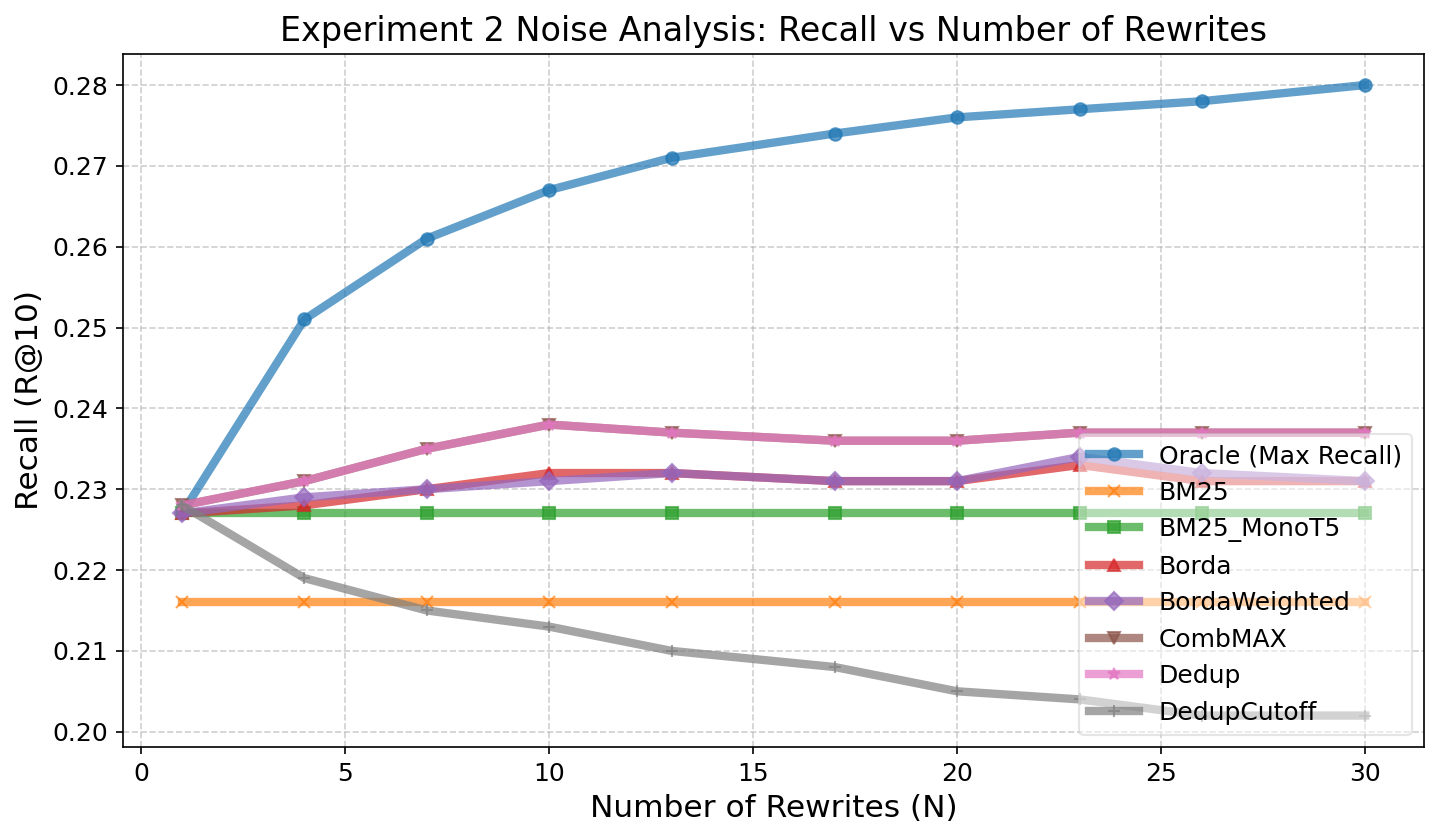 Experiment 2 Noise Analysis: Recall vs Number of Rewrites
Recall (R@10)
0.28
0.27
0.26
0.25
0.24
0.23
0.22
0.21
0.20
Oracle (Max Recall)
BM25
BM25_MonoT5
Borda
BordaWeighted
CombMAX
Dedup
DedupCutoff
0 5 10 15 20 25 30
Number of Rewrites (N)